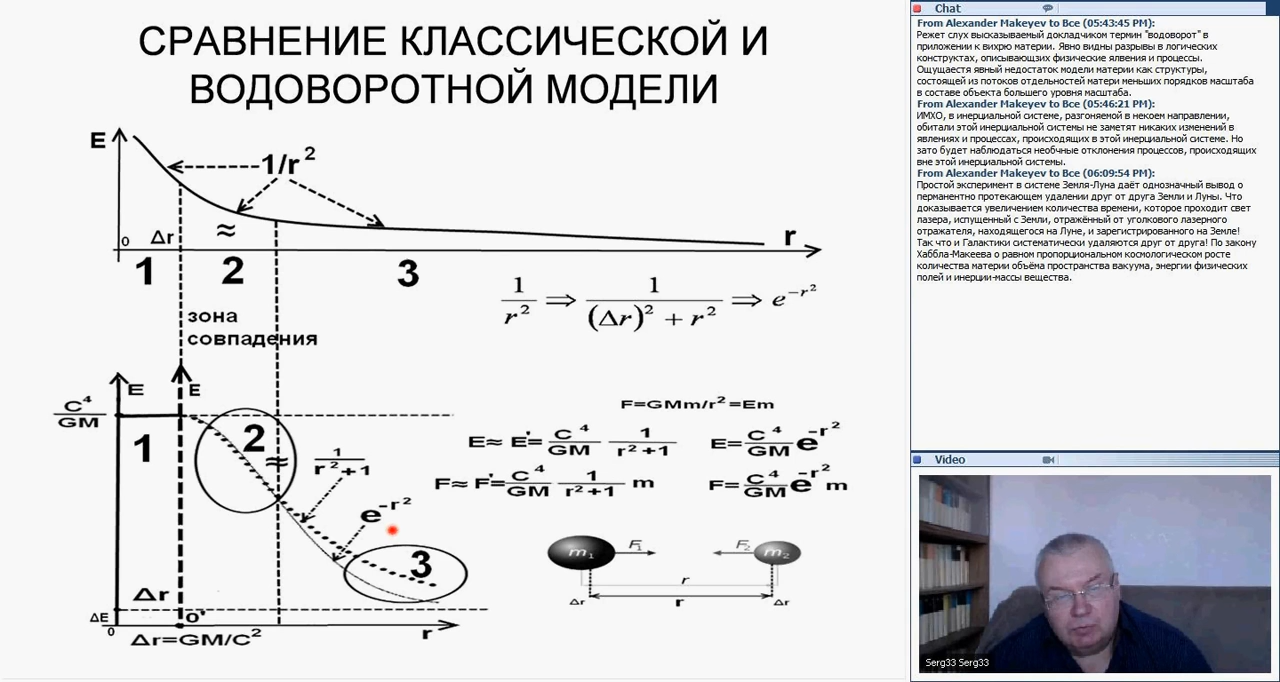 СРАВНЕНИЕ КЛАССИЧЕСКОЙ И
ВОДОВОРОТНОЙ МОДЕЛИ
E
1/r²
0
Δr
≈
r
1
2
3
1/r² ⇒ 1/((Δr)² + r²) ⇒ e^(-r²)
зона
совпадения
E
E
C⁴/GM
1
2
≈
1/(r²+1)
e^(-r²)
3
Δr
ΔE
0
O'
r
Δr=GM/C²
F=GMm/r²=Em
E≈ E'= C⁴/GM 1/(r²+1)
E= C⁴/GM e^(-r²)
F≈ F'= C⁴/GM 1/(r²+1) m
F= C⁴/GM e^(-r²) m
m₁
F₁
F₂
m₂
r
Δr
r
Δr
Chat
From Alexander Makeyev to Все (05:43:45 PM):
Режет слух высказываемый докладчиком термин "водоворот" в
приложении к вихрю материи. Явно видны разрывы в логических
конструктах, описывающих физические ялвения и процессы.
Ощущаестя явный недостаток модели материи как структуры,
состоящей из потоков отдельностей матери меньших порядков масштаба
в составе объекта большего уровня масштаба.
From Alexander Makeyev to Все (05:46:21 PM):
ИМХО, в инерциальной системе, разгоняемой в некоем направлении,
обитали этой инерциальной системы не заметят никаких изменений в
явлениях и процессах, происходящих в этой инерциальной системе. Но
зато будет наблюдаться необчные отклонения процессов, происходящих
вне этой инерциальной системы.
From Alexander Makeyev to Все (06:09:54 PM):
Простой эксперимент в системе Земля-Луна даёт однозначный вывод о
перманентно протекающем удалении друг от друга Земли и Луны. Что
доказывается увеличением количества времени, которое проходит свет
лазера, испущенный с Земли, отражённый от уголкового лазерного
отражателя, находящегося на Луне, и зарегистрированного на Земле!
Так что и Галактики систематически удаляются друг от друга! По закону
Хаббла-Макеева о равном пропорциональном космологическом росте
количества материи объёма пространства вакуума, энергии физических
полей и инерции-массы вещества.
Video
Serg33 Serg33